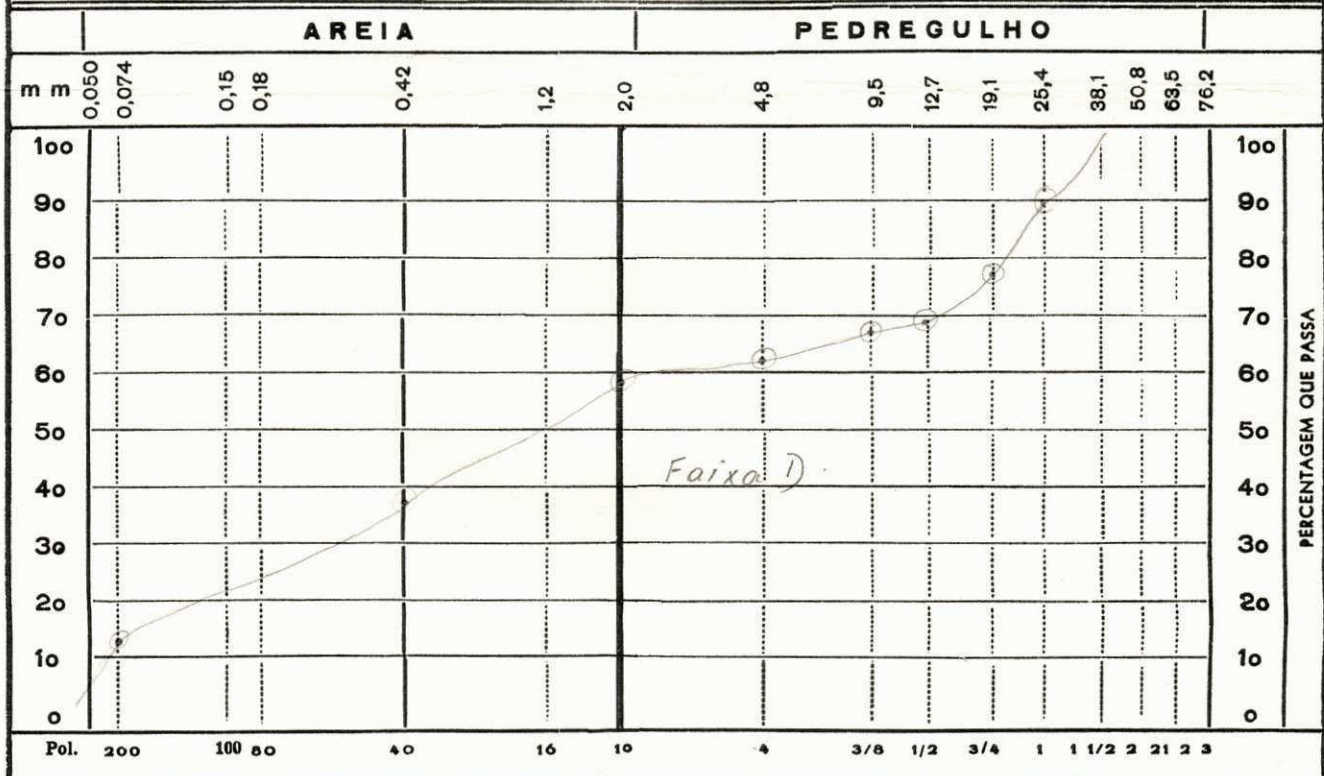 AREIA PEDREGULHO
m m 0,050 0,074 0,15 0,18 0,42 1,2 2,0 4,8 9,5 12,7 19,1 25,4 38,1 50,8 63,5 76,2
100 100
90 90
80 80
70 70
60 60
50 50
Faixa D.
40 40
30 30
20 20
10 10
0 0
PERCENTAGEM QUE PASSA
Pol. 200 100 80 40 16 10 4 3/8 1/2 3/4 1 1 1/2 2 21 2 3